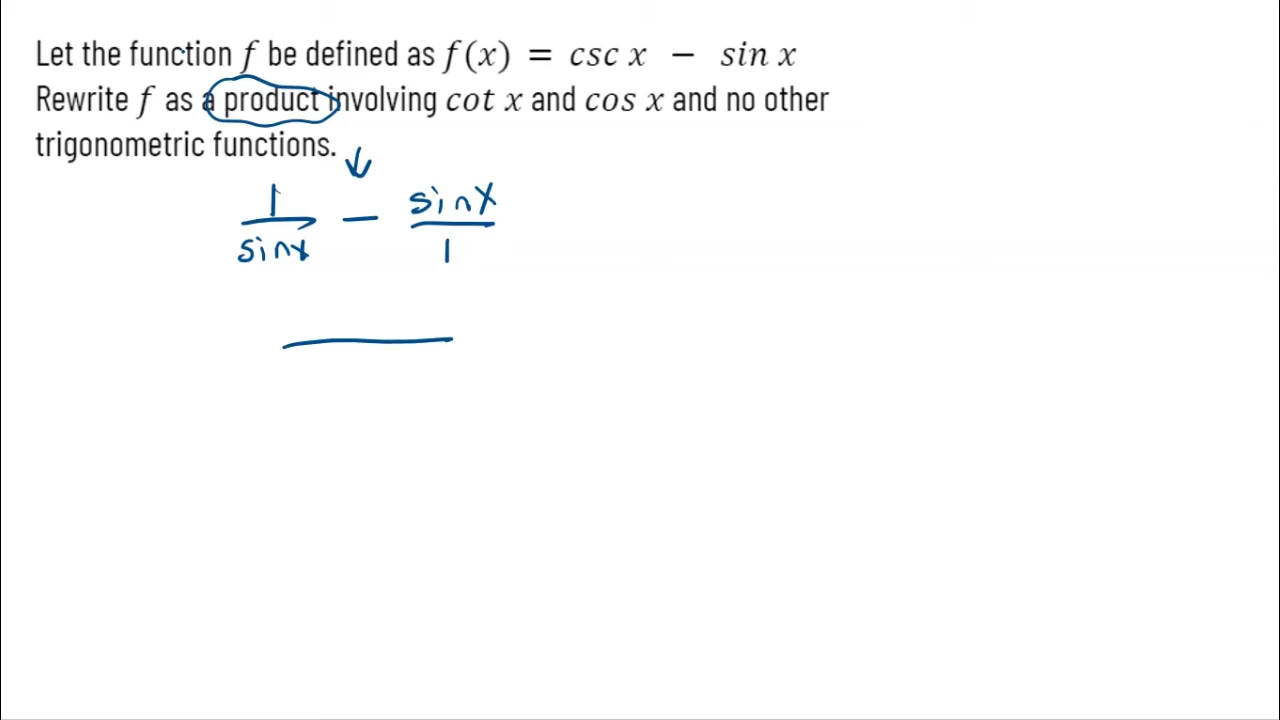 Let the function f be defined as f(x) = csc x − sin x
Rewrite f as a product involving cot x and cos x and no other
trigonometric functions.
1 — sinx
sinx 1